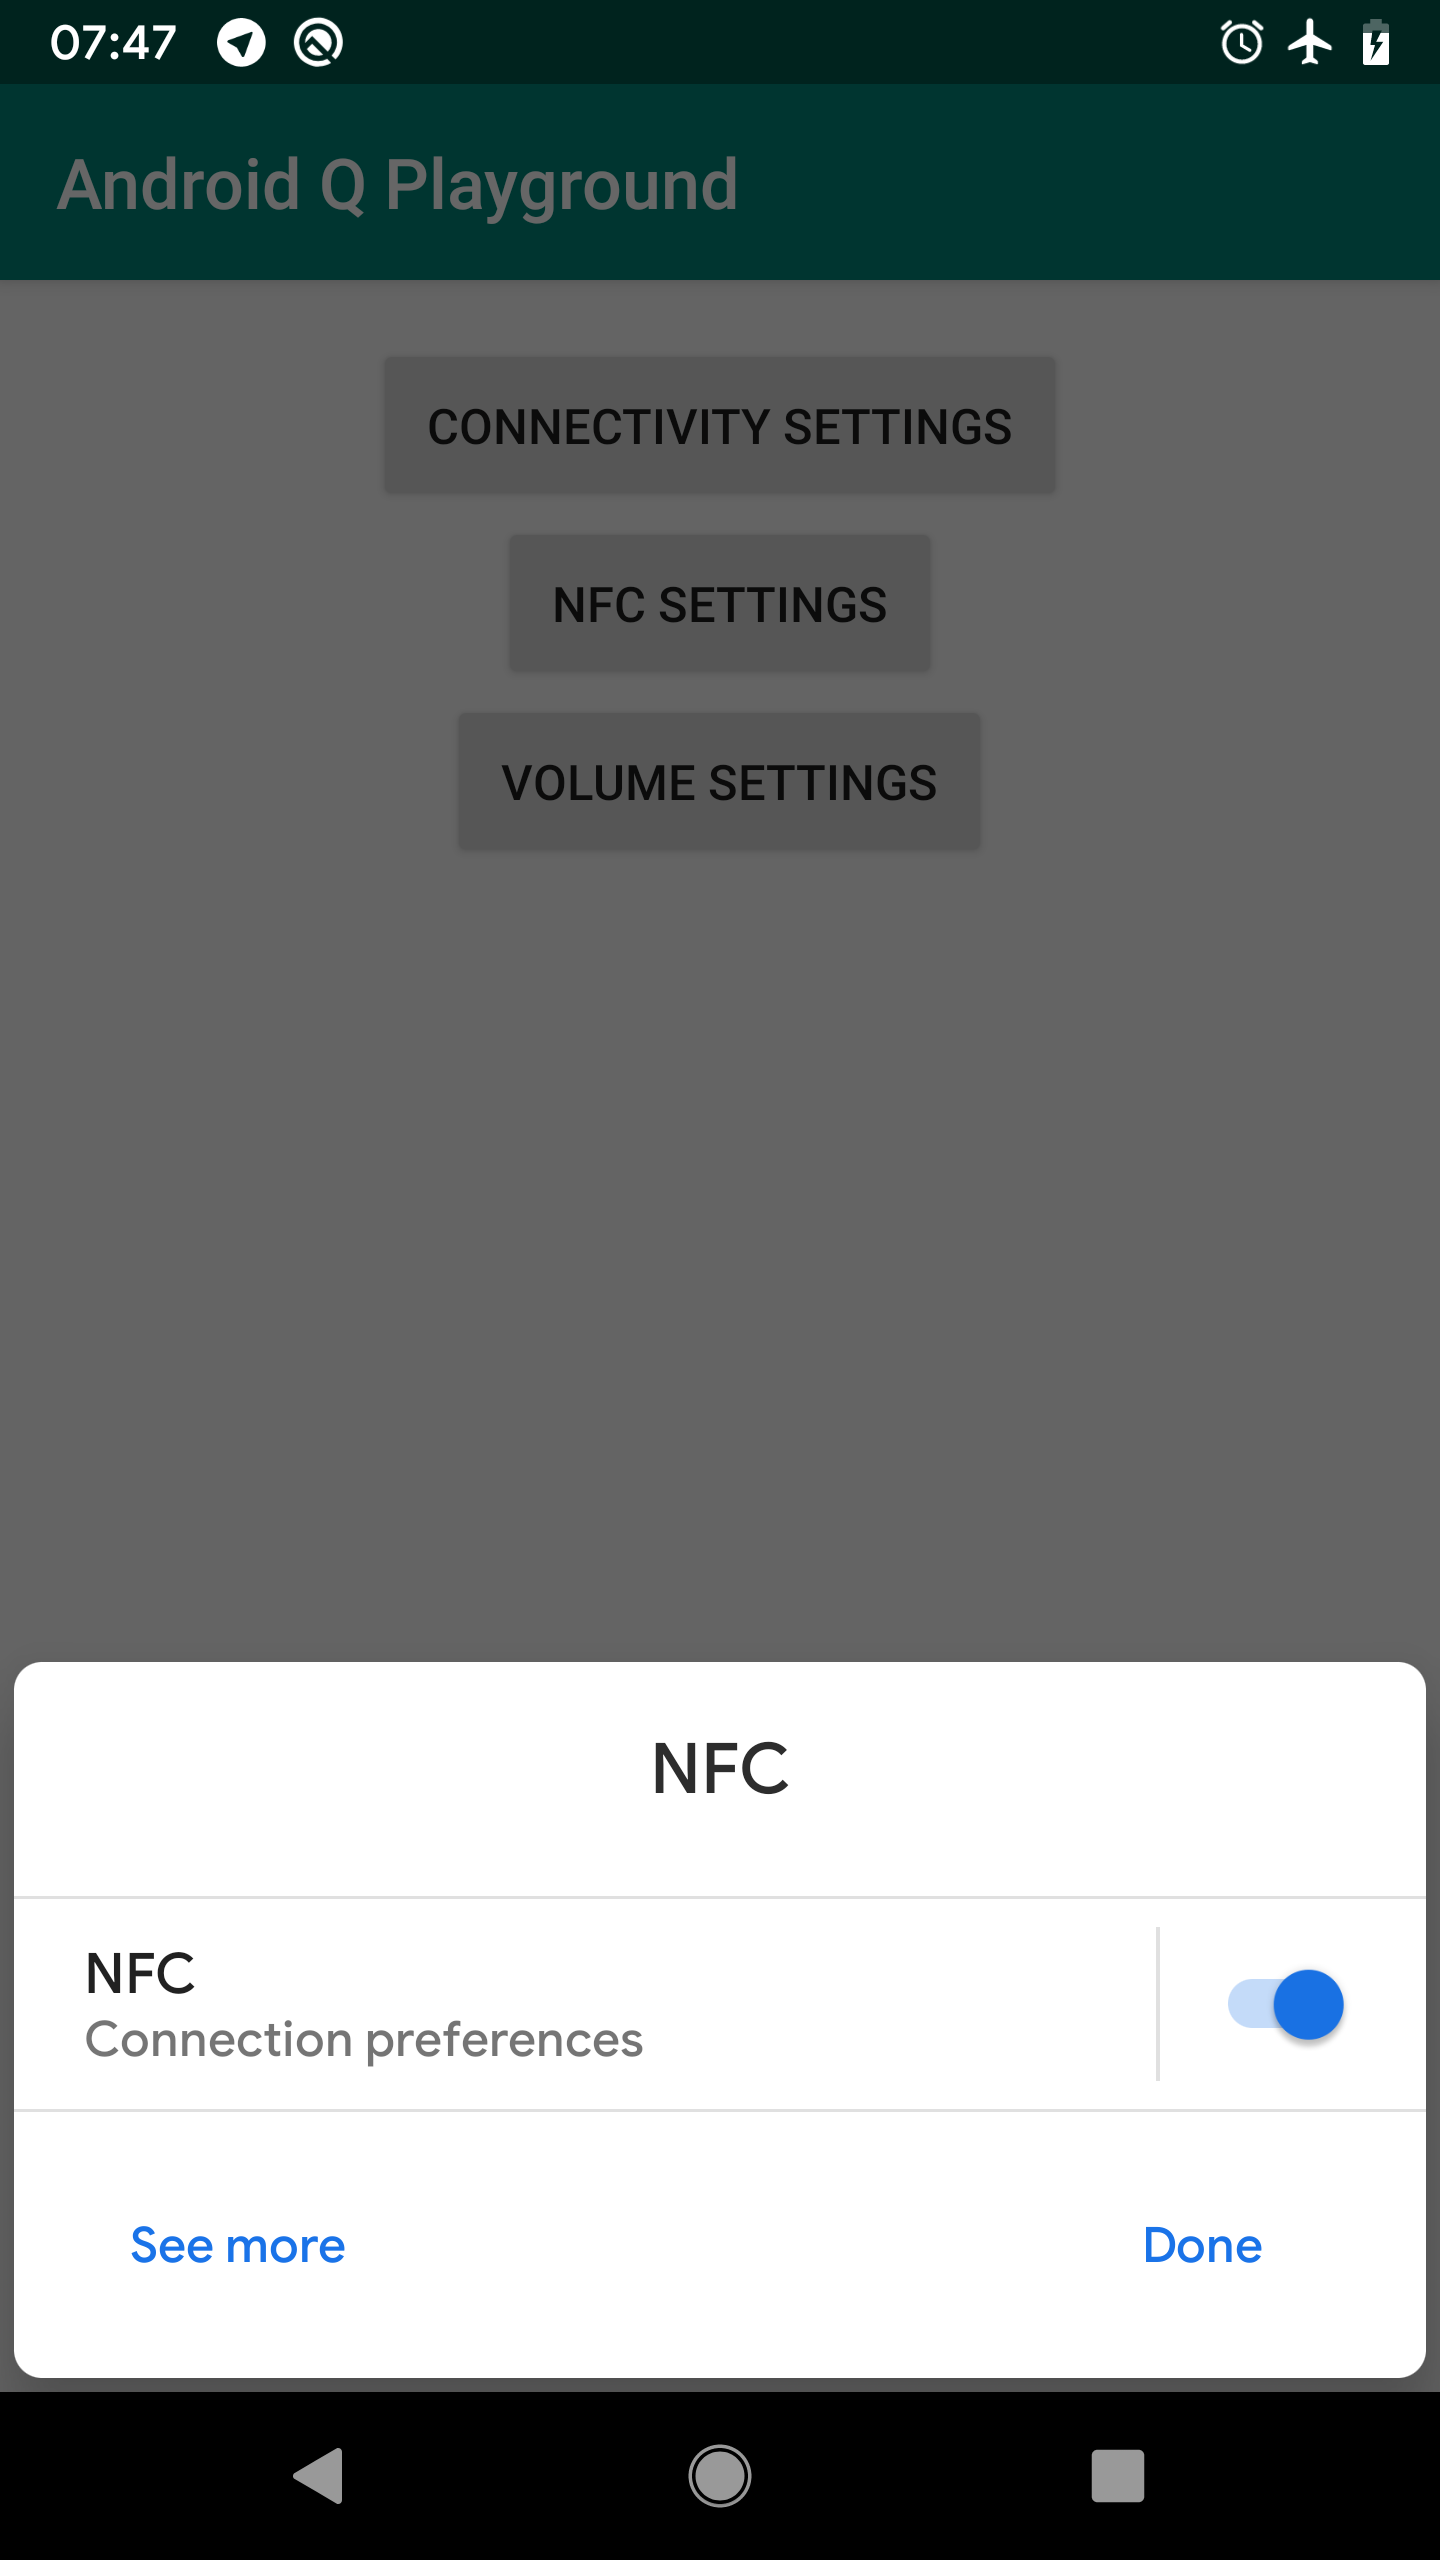 07:47
Android Q Playground
CONNECTIVITY SETTINGS
NFC SETTINGS
VOLUME SETTINGS
NFC
NFC
Connection preferences
See more
Done